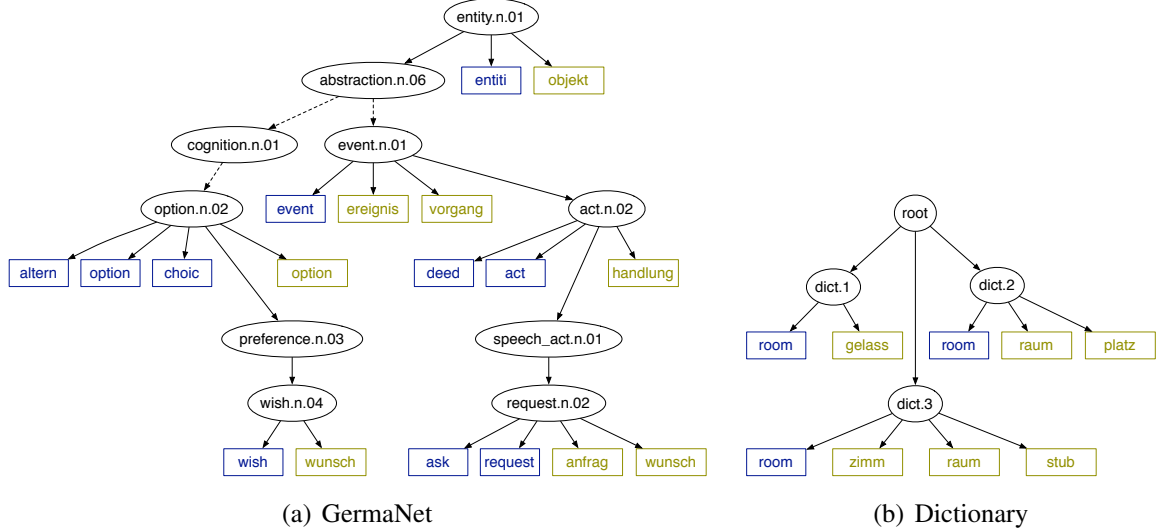 entity.n.01
abstraction.n.06 entiti objekt
cognition.n.01 event.n.01
option.n.02 event ereignis vorgang act.n.02 root
altern option choic option deed act handlung dict.1 dict.2
preference.n.03 speech_act.n.01 room gelass room raum platz
wish.n.04 request.n.02 dict.3
wish wunsch ask request anfrag wunsch room zimm raum stub
(a) GermaNet (b) Dictionary